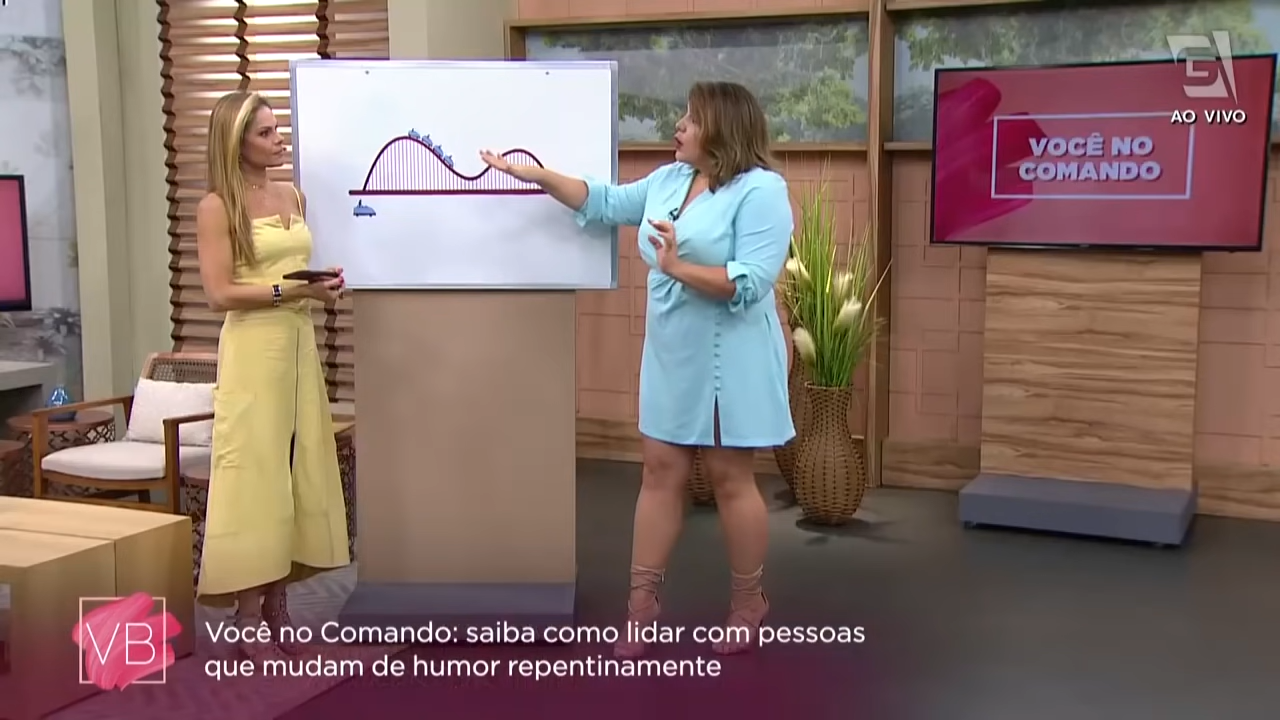 G
AO VIVO
VOCÊ NO
COMANDO
VB
Você no Comando: saiba como lidar com pessoas
que mudam de humor repentinamente